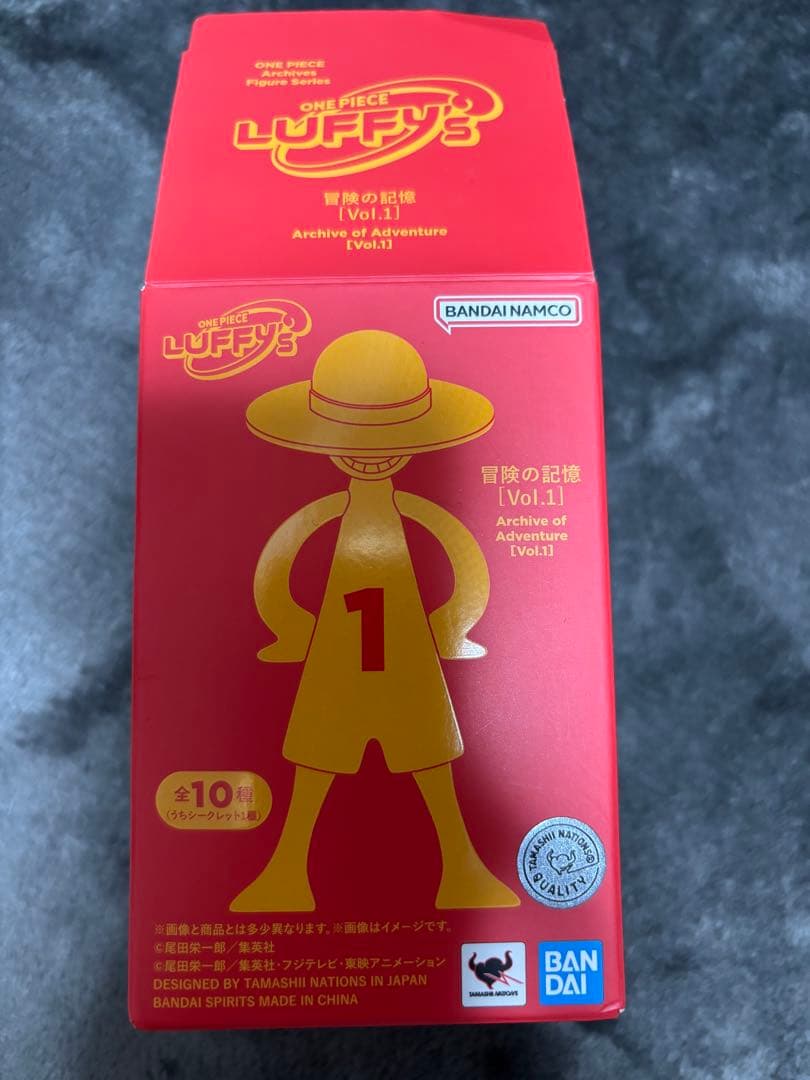 ONE PIECE
Archives
Figure Series
ONE PIECE
LUFFY's
冒険の記憶
[Vol.1]
Archive of Adventure
[Vol.1]
ONE PIECE
LUFFY's
BANDAI NAMCO
冒険の記憶
[Vol.1]
Archive of
Adventure
[Vol.1]
1
全10種
(うちシークレット1種)
TAMASHII NATIONS®
QUALITY
※画像と商品とは多少異なります。※画像はイメージです。
©尾田栄一郎／集英社
©尾田栄一郎／集英社・フジテレビ・東映アニメーション
DESIGNED BY TAMASHII NATIONS IN JAPAN
BANDAI SPIRITS MADE IN CHINA
TAMASHII NATIONS
BAN
DAI